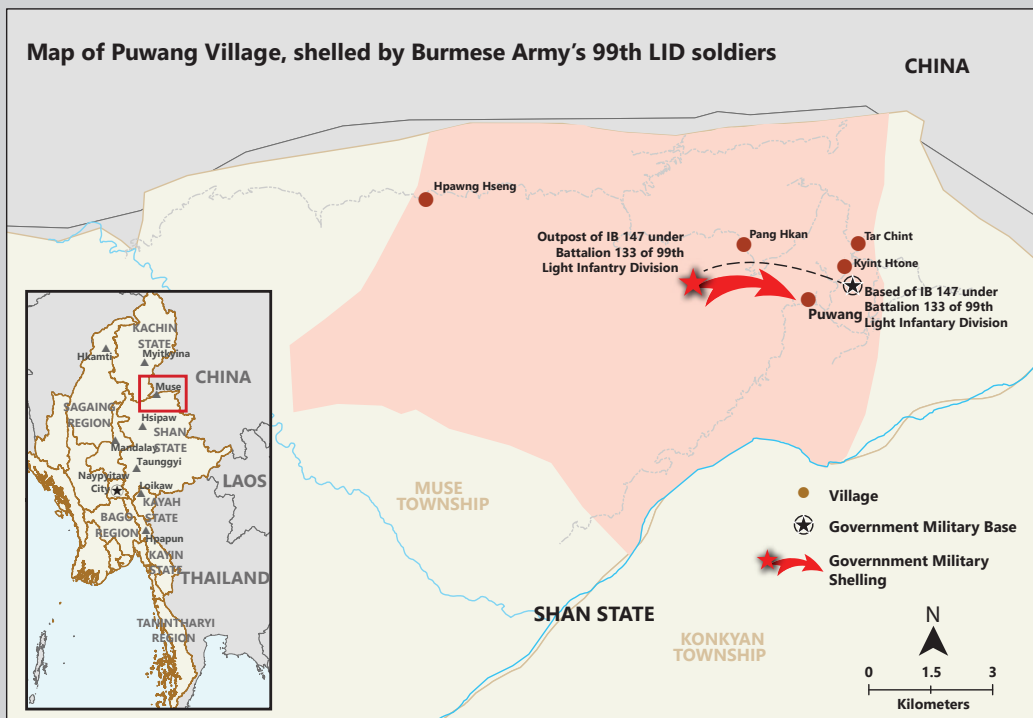 Map of Puwang Village, shelled by Burmese Army's 99th LID soldiers
CHINA
Hpawng Hseng
Outpost of IB 147 under
Battalion 133 of 99th
Light Infantry Division
Pang Hkan
Tar Chint
Kyint Htone
Based of IB 147 under
Battalion 133 of 99th
Light Infantary Division
Puwang
MUSE
TOWNSHIP
SHAN STATE
KONKYAN
TOWNSHIP
Village
Government Military Base
Governnment Military
Shelling
N
0 1.5 3
Kilometers
KACHIN
STATE
Hkamti
Myitkyina
CHINA
Muse
SAGAING
REGION
Hsipaw
SHAN
STATE
Mandalay
Taunggyi
Naypyitaw
City
Loikaw
LAOS
KAYAH
STATE
BAGO
REGION
Hpapun
KAYIN
STATE
THAILAND
TANINTHARYI
REGION